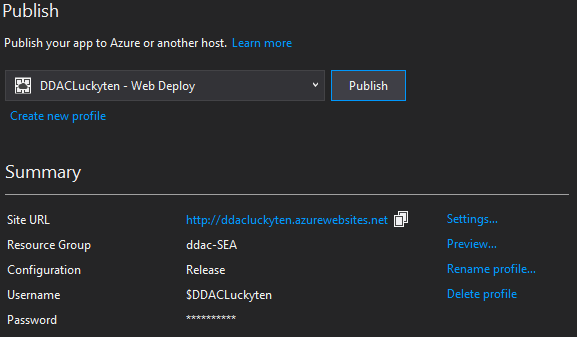 Publish
Publish your app to Azure or another host. Learn more
DDACLuckyten - Web Deploy
Publish
Create new profile
Summary
Site URL http://ddacluckyten.azurewebsites.net Settings...
Resource Group ddac-SEA Preview...
Configuration Release Rename profile...
Username $DDACLuckyten Delete profile
Password **********